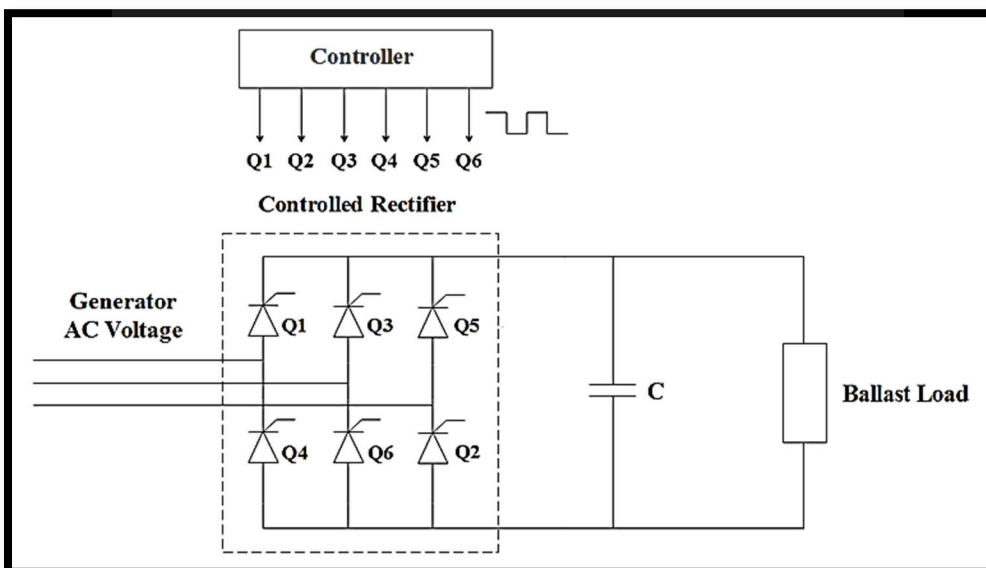 Controller
Q1 Q2 Q3 Q4 Q5 Q6
Controlled Rectifier
Generator
AC Voltage
Q1 Q3 Q5
C
Ballast Load
Q4 Q6 Q2